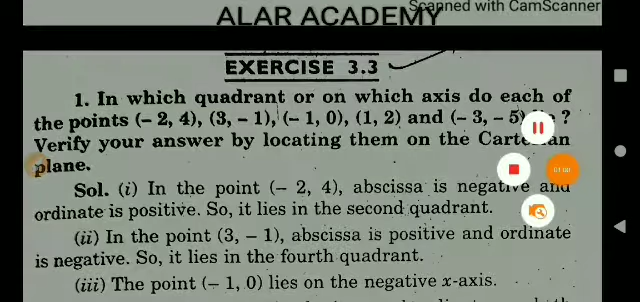 Scanned with CamScanner
ALAR ACADEMY
EXERCISE 3.3
1. In which quadrant or on which axis do each of
the points (– 2, 4), (3, – 1), (– 1, 0), (1, 2) and (– 3, – 5) ?
Verify your answer by locating them on the
plane.
Sol. (i) In the point (– 2, 4), abscissa is negative and
ordinate is positive. So, it lies in the second quadrant.
(ii) In the point (3, – 1), abscissa is positive and ordinate
is negative. So, it lies in the fourth quadrant.
(iii) The point (– 1, 0) lies on the negative x-axis.